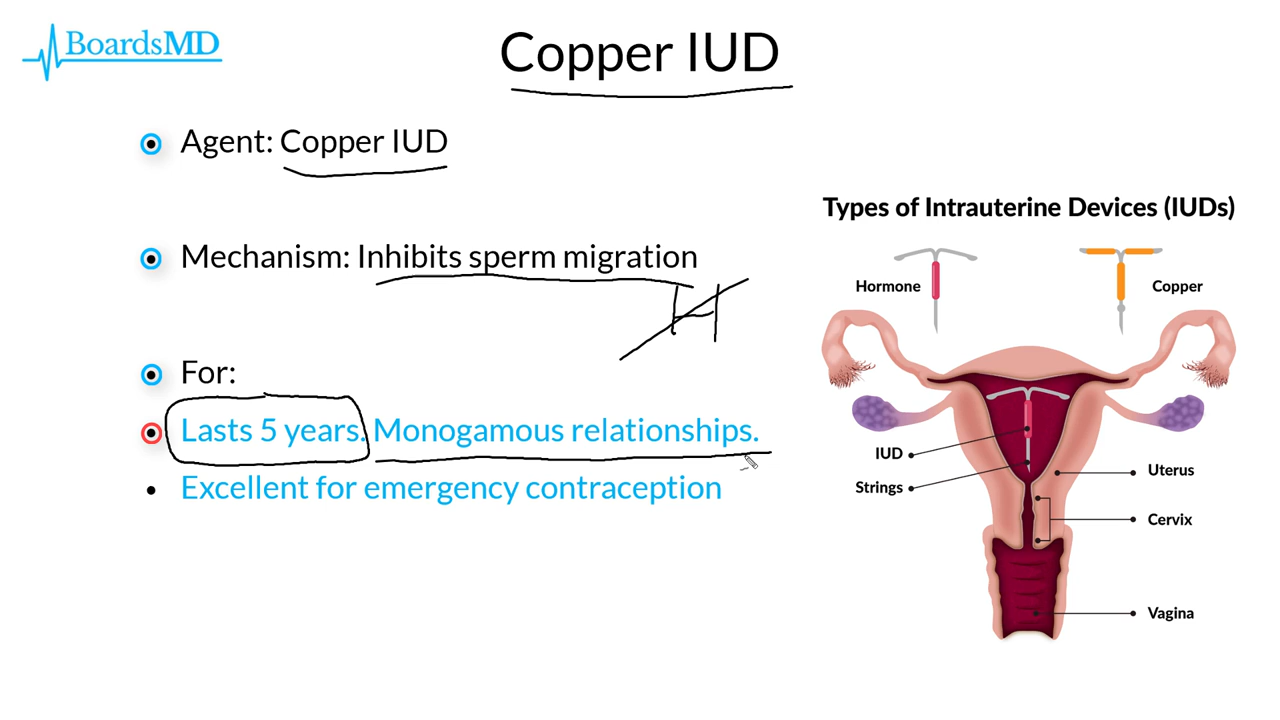 BoardsMD
Copper IUD
Agent: Copper IUD
Mechanism: Inhibits sperm migration
H
For:
Lasts 5 years. Monogamous relationships.
Excellent for emergency contraception
Types of Intrauterine Devices (IUDs)
Hormone
Copper
IUD
Strings
Uterus
Cervix
Vagina